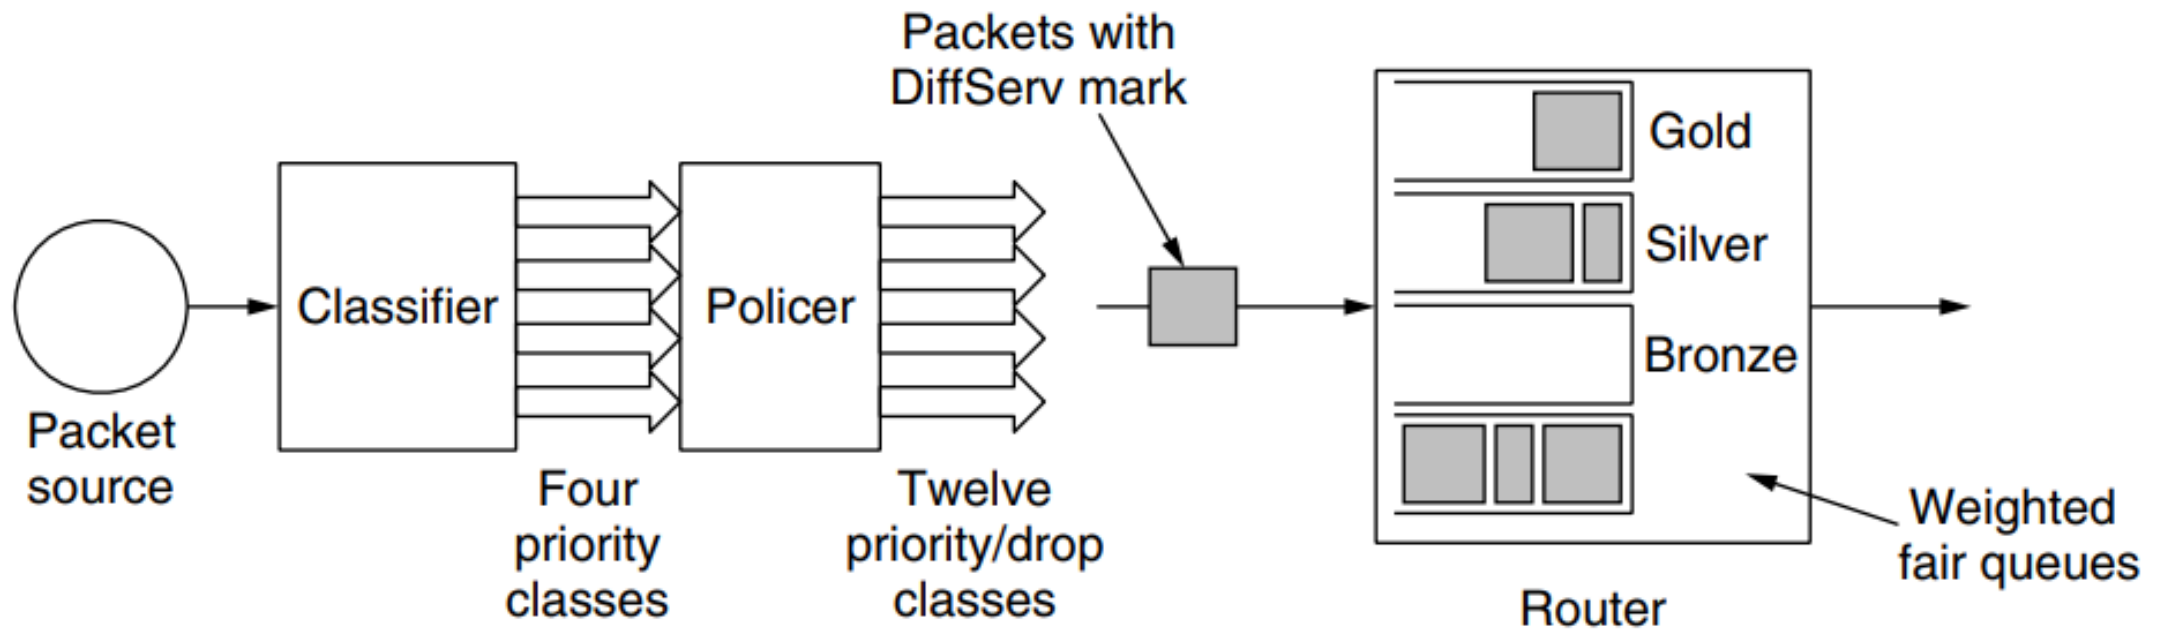 Packets with
DiffServ mark
Gold
Silver
Bronze
Classifier
Policer
Packet
source
Four
priority
classes
Twelve
priority/drop
classes
Weighted
fair queues
Router